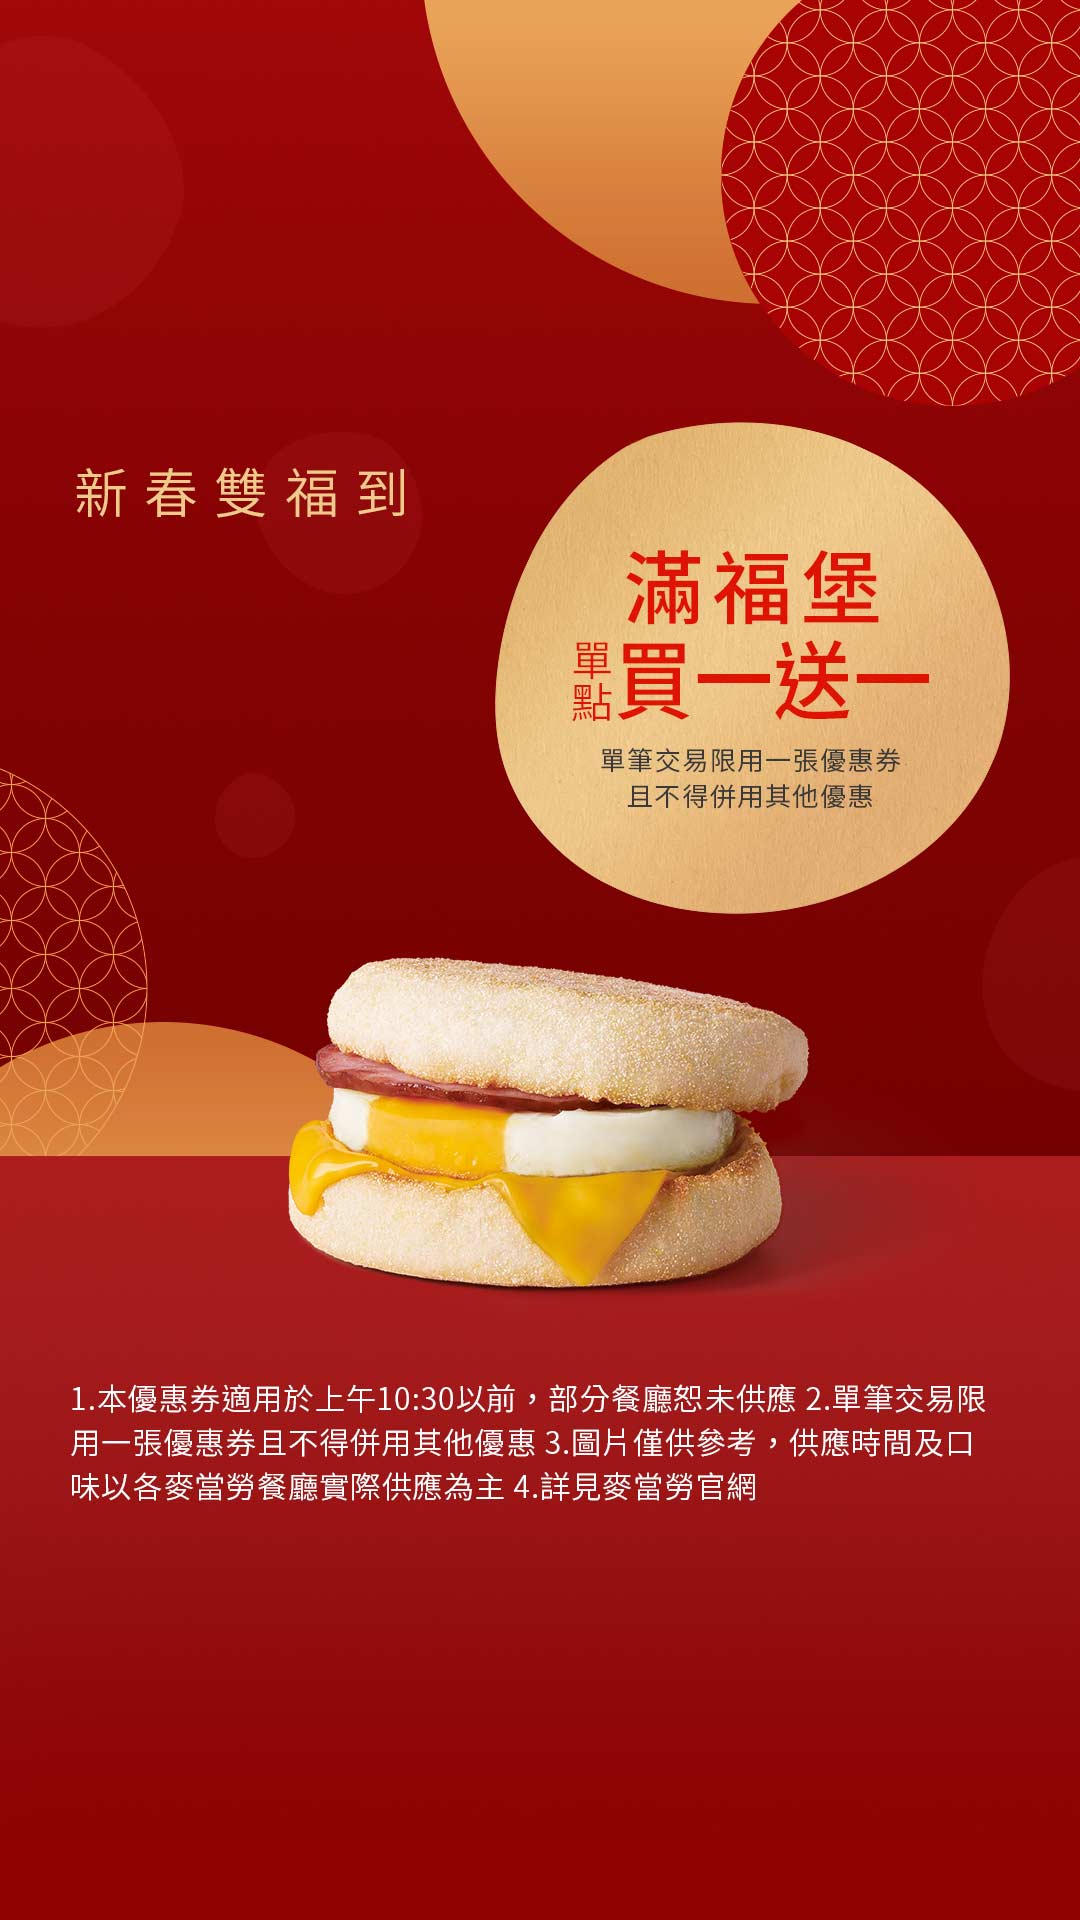 新春雙福到
滿福堡
單點買一送一
單筆交易限用一張優惠券
且不得併用其他優惠
1.本優惠券適用於上午10:30以前，部分餐廳恕未供應 2.單筆交易限
用一張優惠券且不得併用其他優惠 3.圖片僅供參考，供應時間及口
味以各麥當勞餐廳實際供應為主 4.詳見麥當勞官網